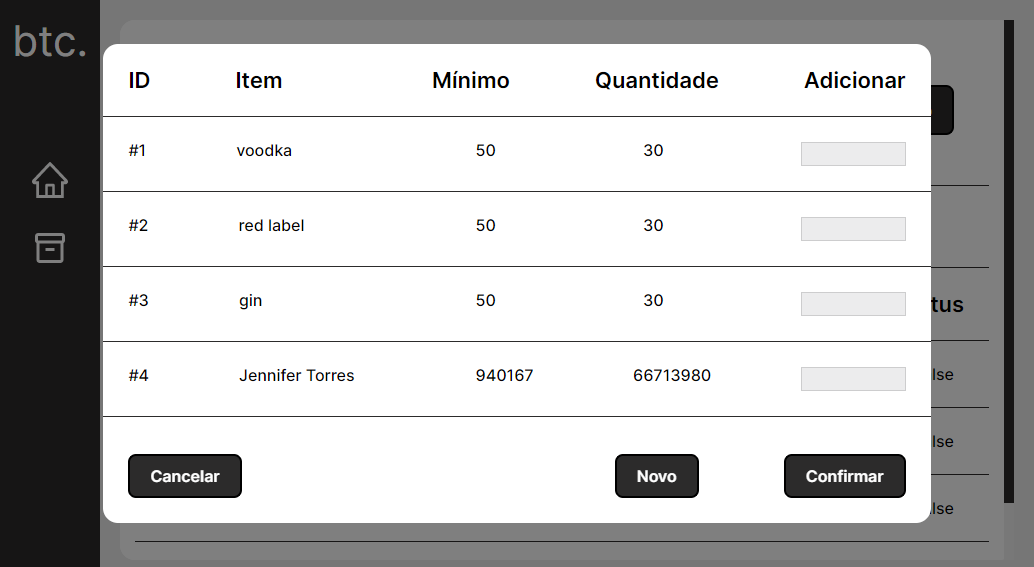 btc.
ID Item Mínimo Quantidade Adicionar
#1 voodka 50 30
#2 red label 50 30
tus
#3 gin 50 30
lse
#4 Jennifer Torres 940167 66713980
lse
Cancelar Novo Confirmar
lse